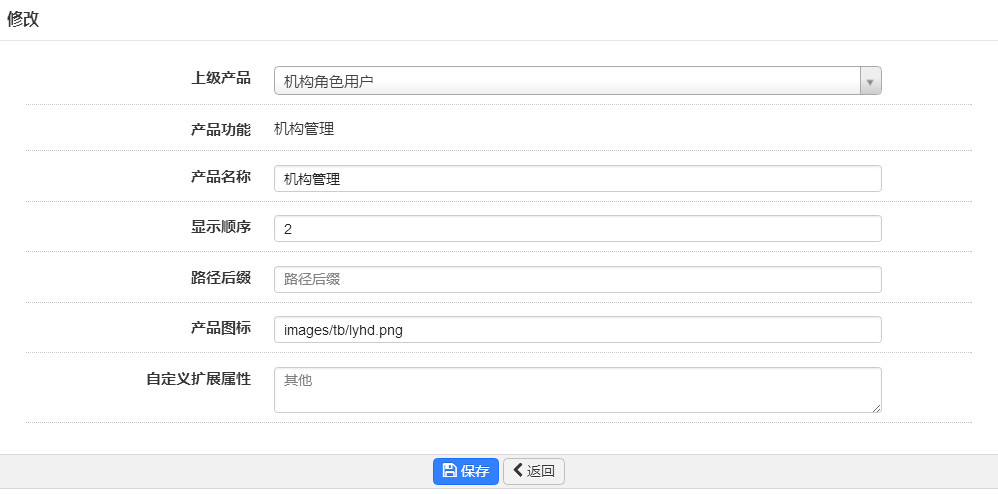 修改
上级产品 机构角色用户
产品功能 机构管理
产品名称 机构管理
显示顺序 2
路径后缀 路径后缀
产品图标 images/tb/lyhd.png
自定义扩展属性 其他
保存 返回